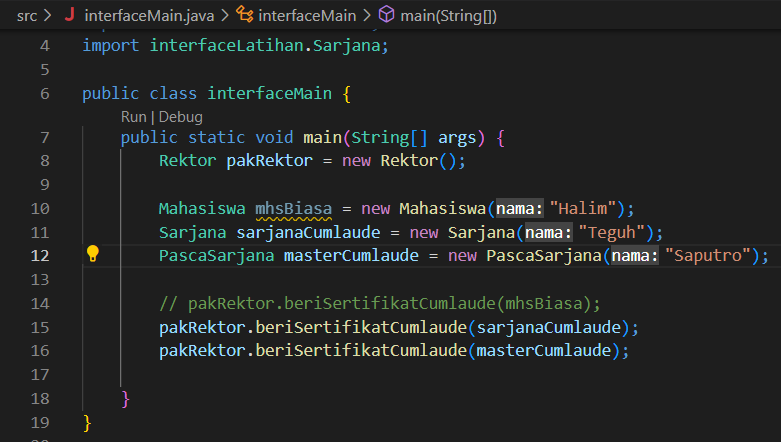 src > interfaceMain.java > interfaceMain > main(String[])
4 import interfaceLatihan.Sarjana;
5
6 public class interfaceMain {
Run | Debug
7 public static void main(String[] args) {
8 Rektor pakRektor = new Rektor();
9
10 Mahasiswa mhsBiasa = new Mahasiswa(nama: "Halim");
11 Sarjana sarjanaCumlaude = new Sarjana(nama: "Teguh");
12 PascaSarjana masterCumlaude = new PascaSarjana(nama: "Saputro");
13
14 // pakRektor.beriSertifikatCumlaude(mhsBiasa);
15 pakRektor.beriSertifikatCumlaude(sarjanaCumlaude);
16 pakRektor.beriSertifikatCumlaude(masterCumlaude);
17
18 }
19 }